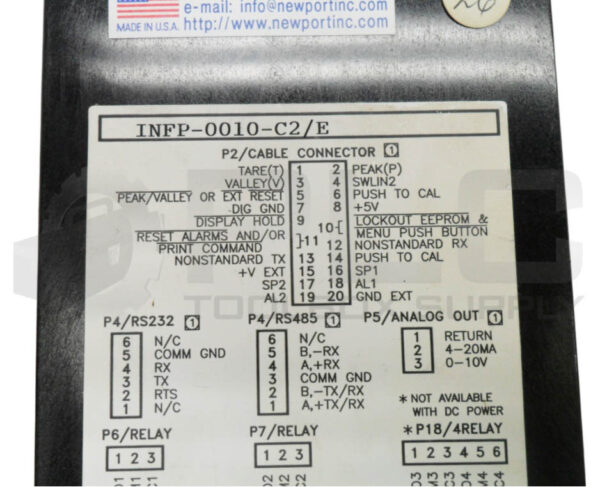 e-mail: info@newportinc.com
MADE IN U.S.A. http://www.newportinc.com
INFP-0010-C2/E
P2/CABLE CONNECTOR 1
TARE(T) 1 2 PEAK(P)
VALLEY(V) 3 4 SWLIN2
PEAK/VALLEY OR EXT RESET 5 6 PUSH TO CAL
DIG GND 7 8 +5V
DISPLAY HOLD 9 10 LOCKOUT EEPROM &
MENU PUSH BUTTON
RESET ALARMS AND/OR
PRINT COMMAND 11 12 NONSTANDARD RX
NONSTANDARD TX 13 14 PUSH TO CAL
+V EXT 15 16 SP1
SP2 17 18 AL1
AL2 19 20 GND EXT
P4/RS232 1
6 N/C
5 COMM GND
4 RX
3 TX
2 RTS
1 N/C
P4/RS485 1
6 N/C
5 B,-RX
4 A,+RX
3 COMM GND
2 B,-TX/RX
1 A,+TX/RX
P5/ANALOG OUT 1
1 RETURN
2 4-20MA
3 0-10V
* NOT AVAILABLE
WITH DC POWER
P6/RELAY
1 2 3
P7/RELAY
1 2 3
*P18/4RELAY
1 2 3 4 5 6